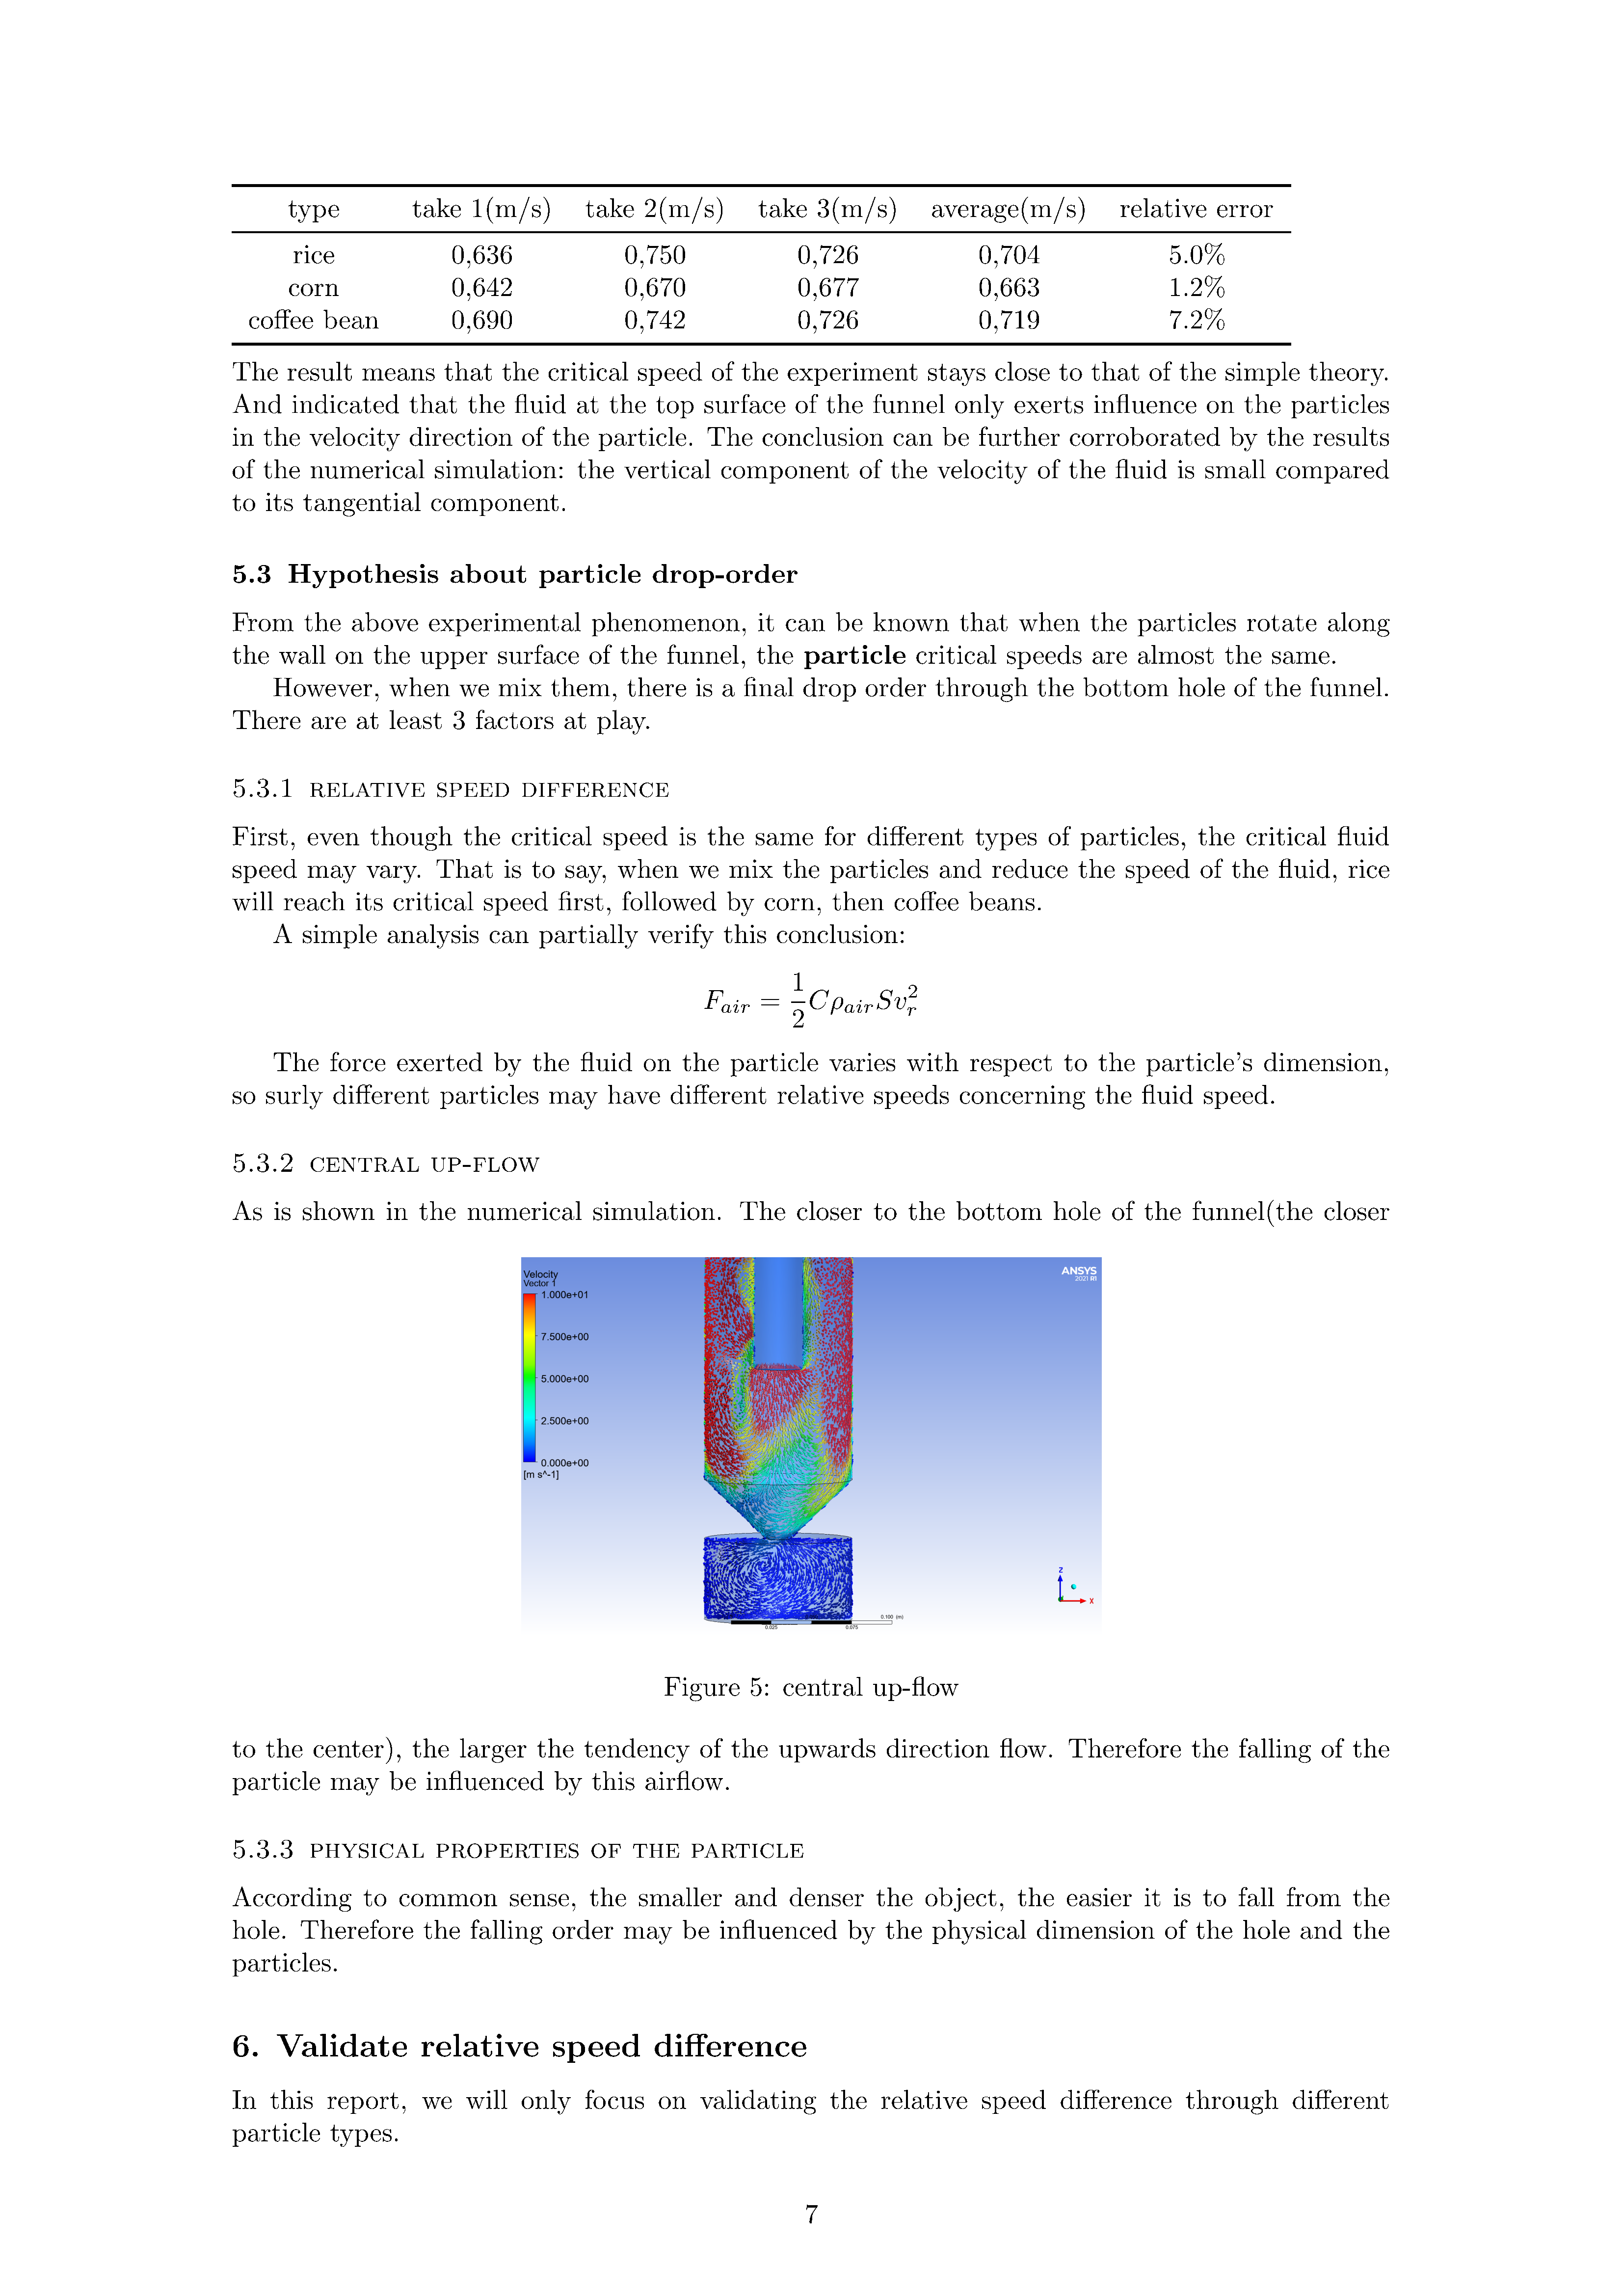 type take 1(m/s) take 2(m/s) take 3(m/s) average(m/s) relative error
rice 0,636 0,750 0,726 0,704 5.0%
corn 0,642 0,670 0,677 0,663 1.2%
coffee bean 0,690 0,742 0,726 0,719 7.2%
The result means that the critical speed of the experiment stays close to that of the simple theory.
And indicated that the fluid at the top surface of the funnel only exerts influence on the particles
in the velocity direction of the particle. The conclusion can be further corroborated by the results
of the numerical simulation: the vertical component of the velocity of the fluid is small compared
to its tangential component.
5.3 Hypothesis about particle drop-order
From the above experimental phenomenon, it can be known that when the particles rotate along
the wall on the upper surface of the funnel, the particle critical speeds are almost the same.
However, when we mix them, there is a final drop order through the bottom hole of the funnel.
There are at least 3 factors at play.
5.3.1 RELATIVE SPEED DIFFERENCE
First, even though the critical speed is the same for different types of particles, the critical fluid
speed may vary. That is to say, when we mix the particles and reduce the speed of the fluid, rice
will reach its critical speed first, followed by corn, then coffee beans.
A simple analysis can partially verify this conclusion:
F_{air} = \frac{1}{2} C ρ_{air} S v_r^2
The force exerted by the fluid on the particle varies with respect to the particle's dimension,
so surly different particles may have different relative speeds concerning the fluid speed.
5.3.2 CENTRAL UP-FLOW
As is shown in the numerical simulation. The closer to the bottom hole of the funnel(the closer
Velocity
Vector 1
1.000e+01
7.500e+00
5.000e+00
2.500e+00
0.000e+00
[m s^-1]
ANSYS
2021 R1
Z
X
0.100 (m)
0.025 0.075
Figure 5: central up-flow
to the center), the larger the tendency of the upwards direction flow. Therefore the falling of the
particle may be influenced by this airflow.
5.3.3 PHYSICAL PROPERTIES OF THE PARTICLE
According to common sense, the smaller and denser the object, the easier it is to fall from the
hole. Therefore the falling order may be influenced by the physical dimension of the hole and the
particles.
6. Validate relative speed difference
In this report, we will only focus on validating the relative speed difference through different
particle types.
7